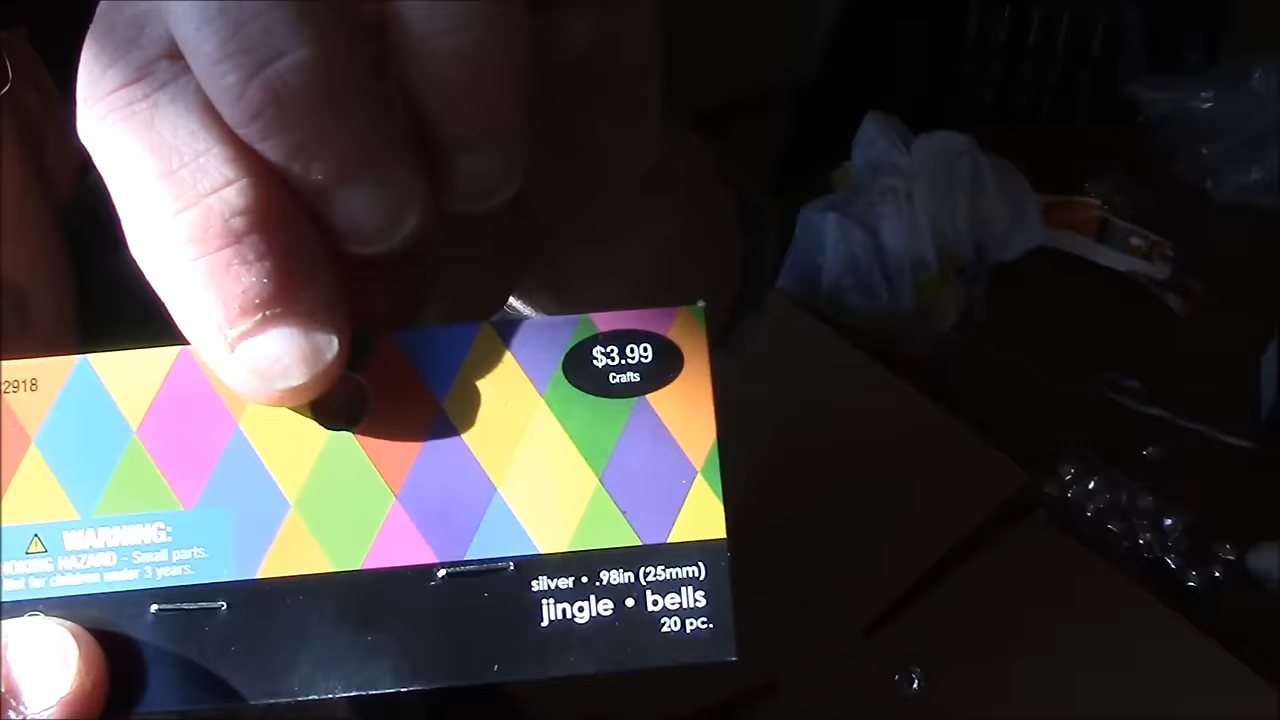 $3.99
Crafts
2918
WARNING:
HAZARD - Small parts.
Not for children under 3 years.
silver • .98in (25mm)
jingle • bells
20 pc.